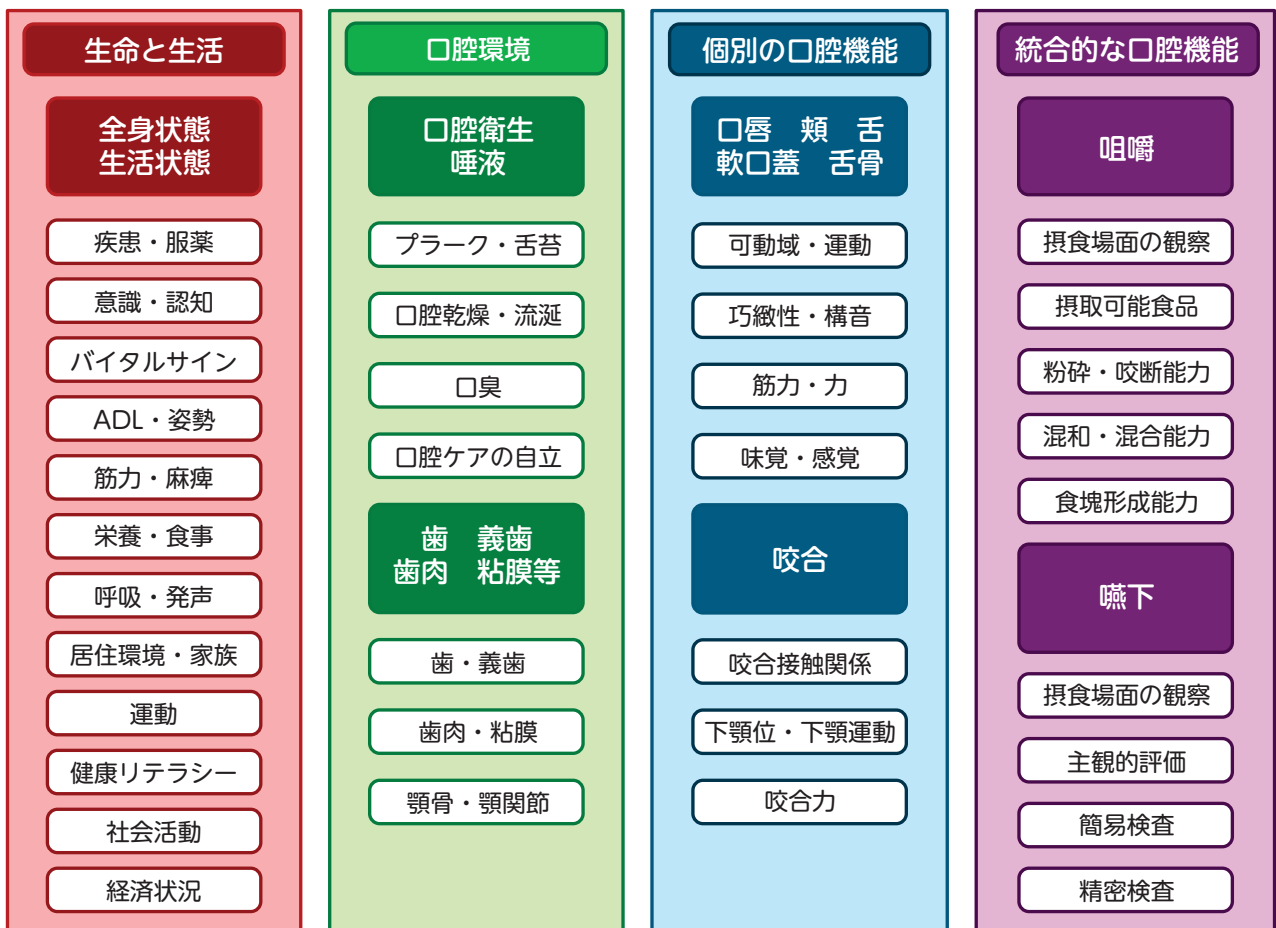 生命と生活
全身状態
生活状態
疾患・服薬
意識・認知
バイタルサイン
ADL・姿勢
筋力・麻痺
栄養・食事
呼吸・発声
居住環境・家族
運動
健康リテラシー
社会活動
経済状況
口腔環境
口腔衛生
唾液
プラーク・舌苔
口腔乾燥・流涎
口臭
口腔ケアの自立
歯 義歯
歯肉 粘膜等
歯・義歯
歯肉・粘膜
顎骨・顎関節
個別の口腔機能
口唇 頬 舌
軟口蓋 舌骨
可動域・運動
巧緻性・構音
筋力・力
味覚・感覚
咬合
咬合接触関係
下顎位・下顎運動
咬合力
統合的な口腔機能
咀嚼
摂食場面の観察
摂取可能食品
粉砕・咬断能力
混和・混合能力
食塊形成能力
嚥下
摂食場面の観察
主観的評価
簡易検査
精密検査